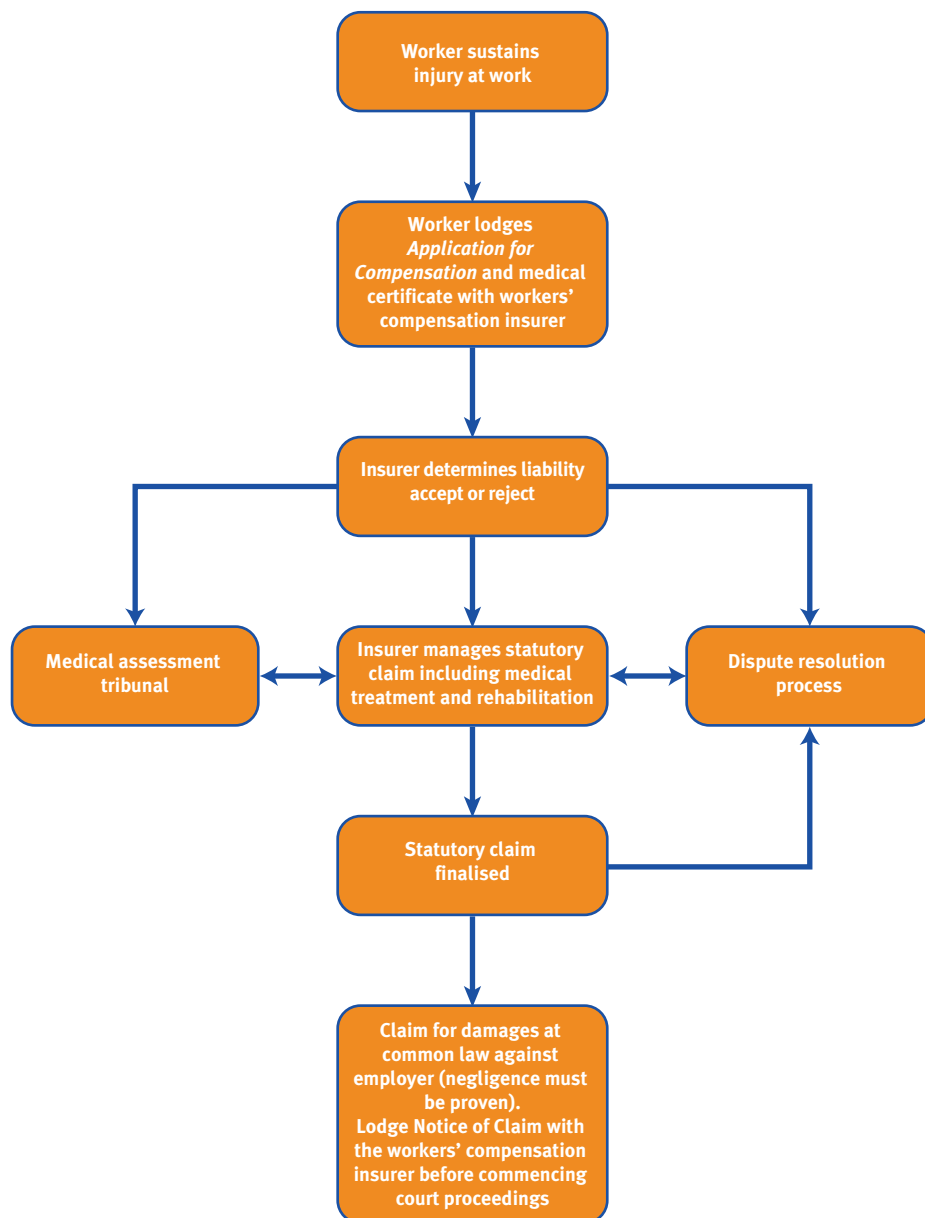 Worker sustains
injury at work
Worker lodges
Application for
Compensation and medical
certificate with workers’
compensation insurer
Insurer determines liability
accept or reject
Medical assessment
tribunal
Insurer manages statutory
claim including medical
treatment and rehabilitation
Dispute resolution
process
Statutory claim
finalised
Claim for damages at
common law against
employer (negligence must
be proven).
Lodge Notice of Claim with
the workers’ compensation
insurer before commencing
court proceedings